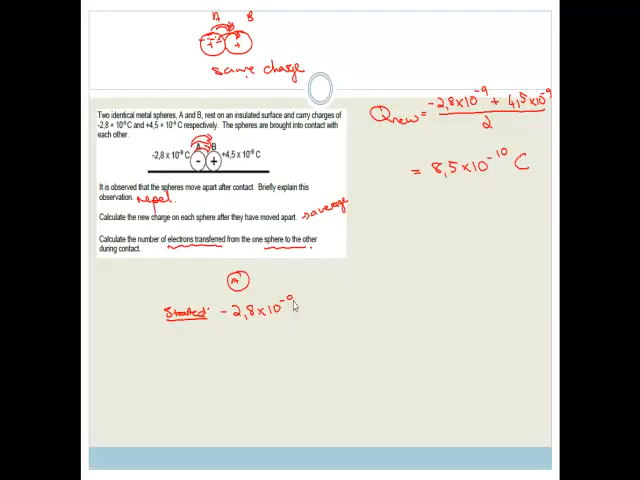 A B
same charge
Two identical metal spheres, A and B, rest on an insulated surface and carry charges of
-2,8 × 10⁻⁹ C and +4,5 × 10⁻⁹ C respectively. The spheres are brought into contact with
each other.
A B
-2,8 × 10⁻⁹ C - + +4,5 × 10⁻⁹ C
It is observed that the spheres move apart after contact. Briefly explain this
observation. repel.
Calculate the new charge on each sphere after they have moved apart. → average
Calculate the number of electrons transferred from the one sphere to the other
during contact.
Qnew = -2,8 × 10⁻⁹ + 4,5 × 10⁻⁹
2
= 8,5 × 10⁻¹⁰ C
A
Started: - 2,8 × 10⁻⁹